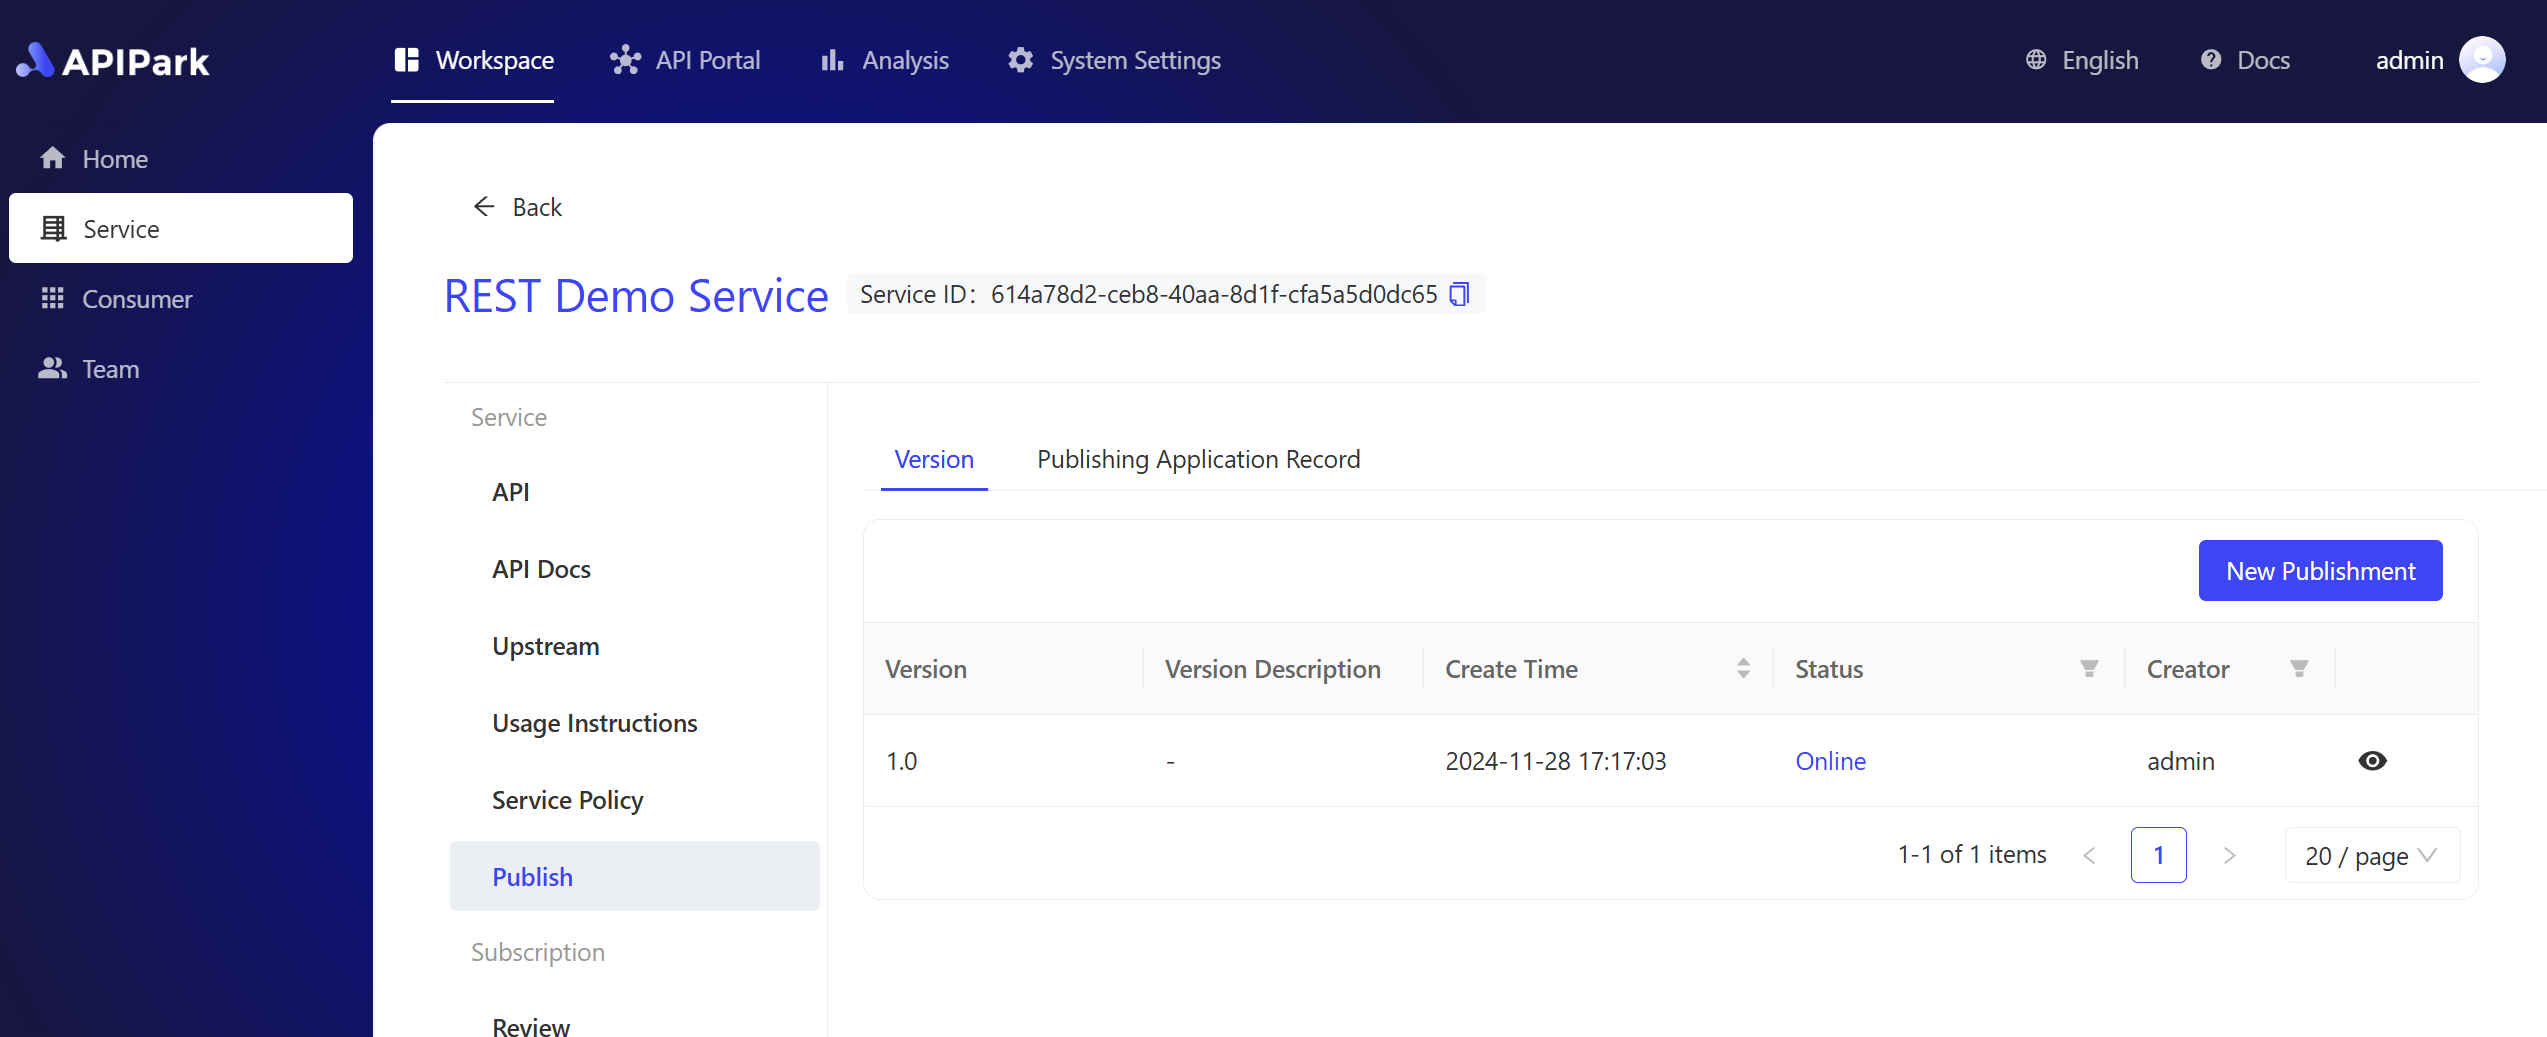 APIPark
Workspace
API Portal
Analysis
System Settings
English
Docs
admin
Home
Service
Consumer
Team
Back
REST Demo Service
Service ID: 614a78d2-ceb8-40aa-8d1f-cfa5a5d0dc65
Service
API
API Docs
Upstream
Usage Instructions
Service Policy
Publish
Subscription
Review
Version Publishing Application Record
New Publishment
Version Version Description Create Time Status Creator
1.0 - 2024-11-28 17:17:03 Online admin
1-1 of 1 items < 1 > 20 / page